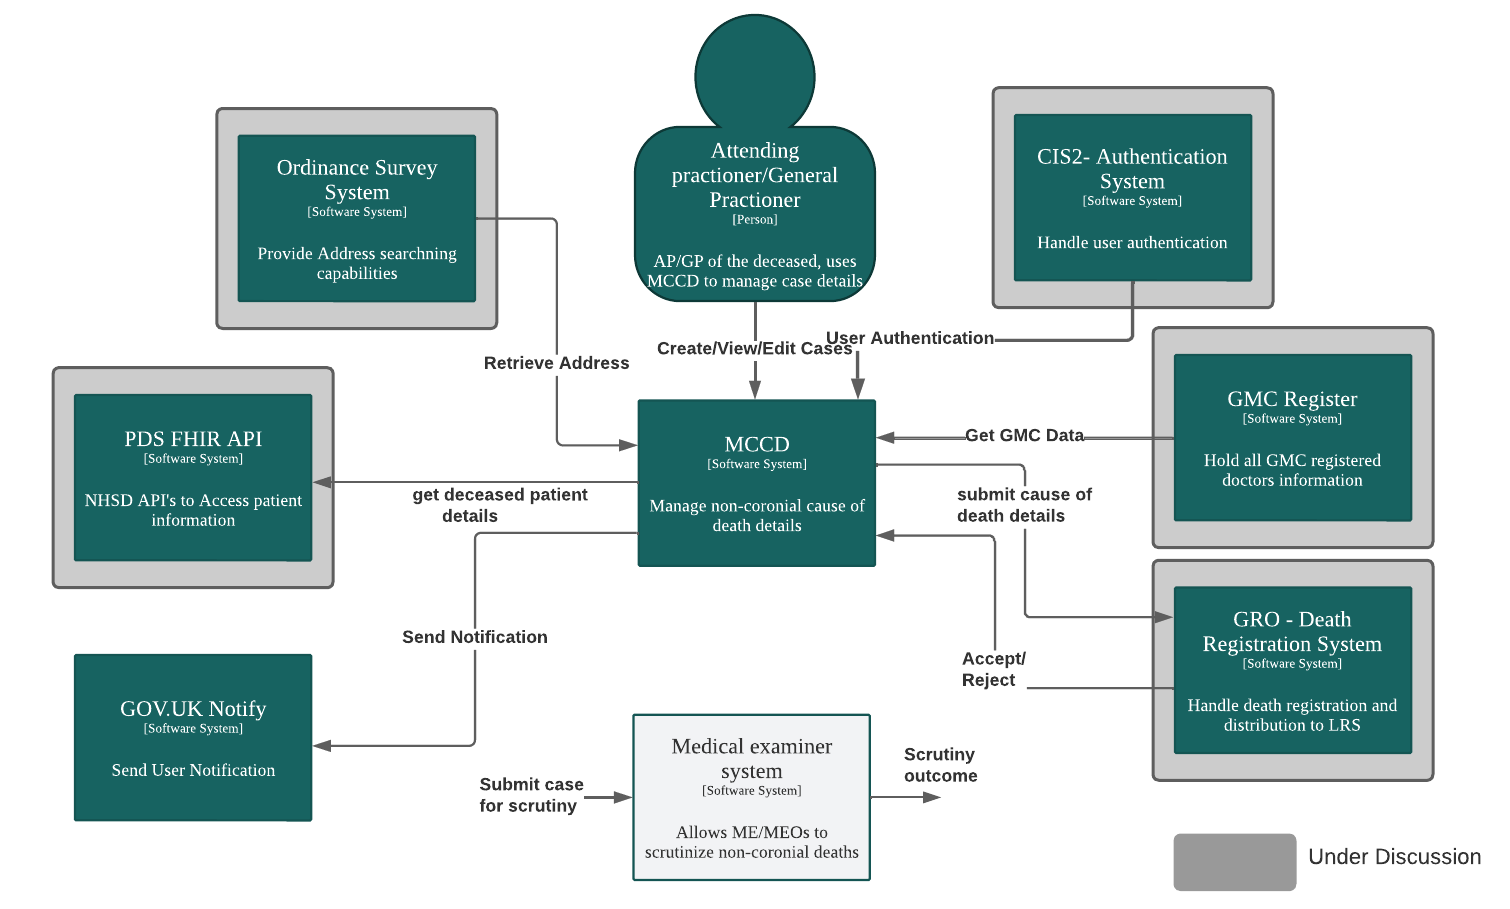 Attending
practioner/General
Practioner
[Person]
AP/GP of the deceased, uses
MCCD to manage case details
Ordinance Survey
System
[Software System]
Provide Address searchning
capabilities
CIS2- Authentication
System
[Software System]
Handle user authentication
User Authentication
Create/View/Edit Cases
Retrieve Address
PDS FHIR API
[Software System]
NHSD API's to Access patient
information
MCCD
[Software System]
Manage non-coronial cause of
death details
GMC Register
[Software System]
Hold all GMC registered
doctors information
Get GMC Data
get deceased patient
details
submit cause of
death details
Send Notification
Accept/
Reject
GRO - Death
Registration System
[Software System]
Handle death registration and
distribution to LRS
GOV.UK Notify
[Software System]
Send User Notification
Submit case
for scrutiny
Medical examiner
system
[Software System]
Allows ME/MEOs to
scrutinize non-coronial deaths
Scrutiny
outcome
Under Discussion